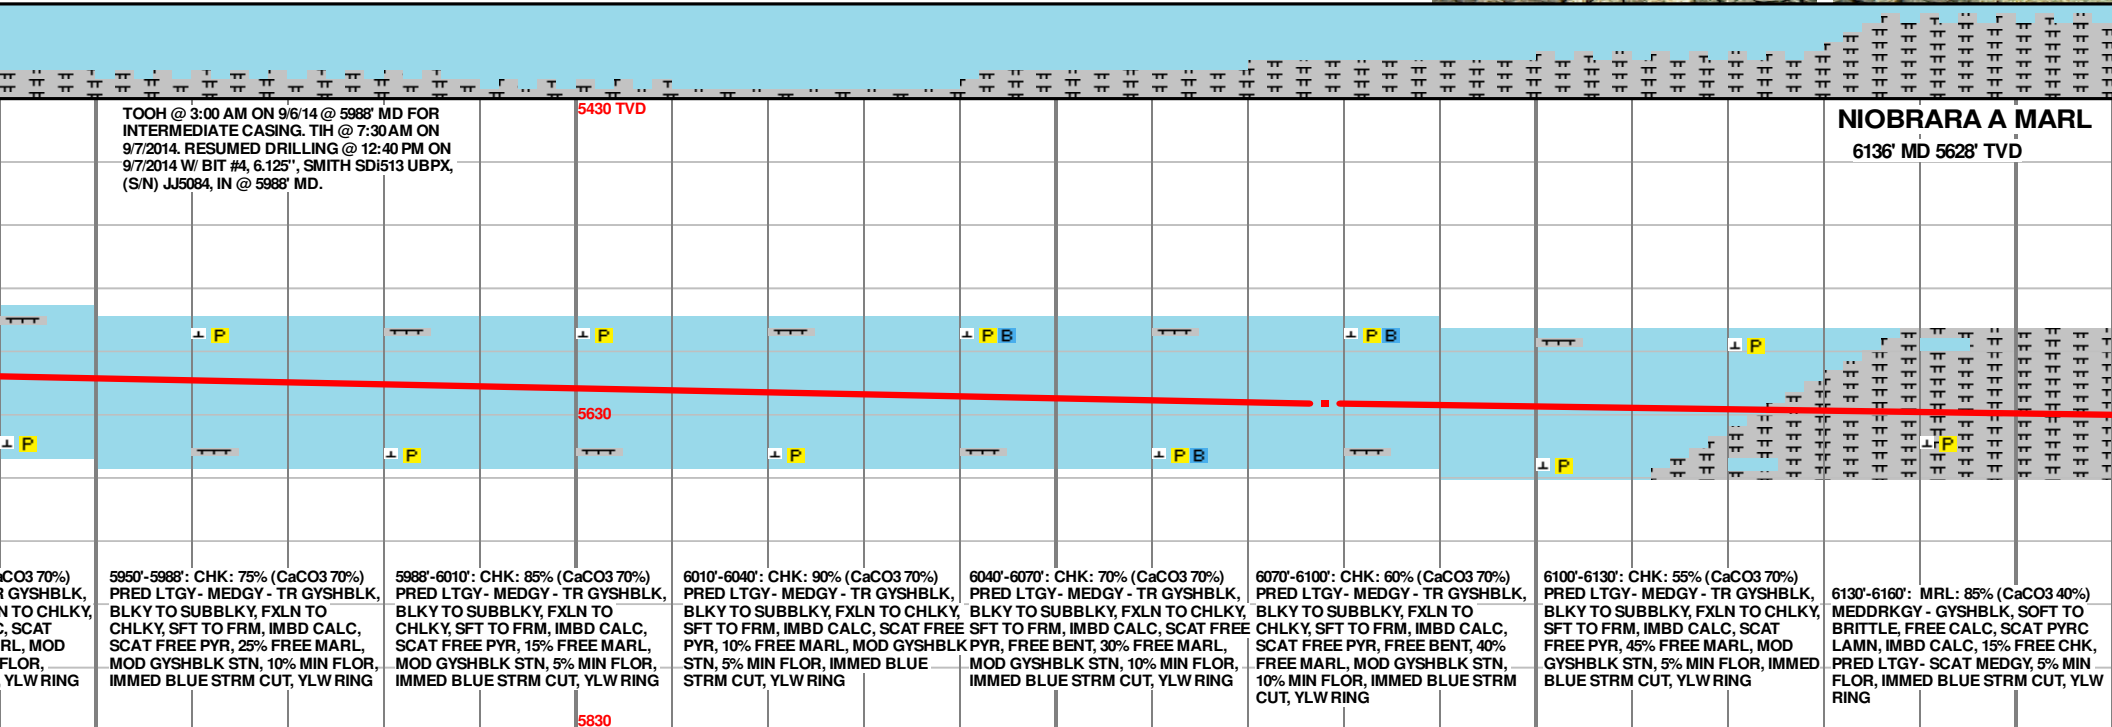 TOOH @ 3:00 AM ON 9/6/14 @ 5988' MD FOR
INTERMEDIATE CASING. TIH @ 7:30 AM ON
9/7/2014. RESUMED DRILLING @ 12:40 PM ON
9/7/2014 W/ BIT #4, 6.125", SMITH SDi513 UBPX,
(S/N) JJ5084, IN @ 5988' MD.
5430 TVD
NIOBRARA A MARL
6136' MD 5628' TVD
P
P
P B
P B
P
5630
P
P
P
P B
P
P
CO3 70%)
R GYSHBLK,
N TO CHLKY,
C, SCAT
RL, MOD
FLOR,
YLW RING
5950'-5988': CHK: 75% (CaCO3 70%)
PRED LTGY - MEDGY - TR GYSHBLK,
BLKY TO SUBBLKY, FXLN TO
CHLKY, SFT TO FRM, IMBD CALC,
SCAT FREE PYR, 25% FREE MARL,
MOD GYSHBLK STN, 10% MIN FLOR,
IMMED BLUE STRM CUT, YLW RING
5988'-6010': CHK: 85% (CaCO3 70%)
PRED LTGY - MEDGY - TR GYSHBLK,
BLKY TO SUBBLKY, FXLN TO
CHLKY, SFT TO FRM, IMBD CALC,
SCAT FREE PYR, 15% FREE MARL,
MOD GYSHBLK STN, 5% MIN FLOR,
IMMED BLUE STRM CUT, YLW RING
6010'-6040': CHK: 90% (CaCO3 70%)
PRED LTGY - MEDGY - TR GYSHBLK,
BLKY TO SUBBLKY, FXLN TO CHLKY,
SFT TO FRM, IMBD CALC, SCAT FREE
PYR, 10% FREE MARL, MOD GYSHBLK
STN, 5% MIN FLOR, IMMED BLUE
STRM CUT, YLW RING
6040'-6070': CHK: 70% (CaCO3 70%)
PRED LTGY - MEDGY - TR GYSHBLK,
BLKY TO SUBBLKY, FXLN TO CHLKY,
SFT TO FRM, IMBD CALC, SCAT FREE
PYR, FREE BENT, 30% FREE MARL,
MOD GYSHBLK STN, 10% MIN FLOR,
IMMED BLUE STRM CUT, YLW RING
6070'-6100': CHK: 60% (CaCO3 70%)
PRED LTGY - MEDGY - TR GYSHBLK,
BLKY TO SUBBLKY, FXLN TO
CHLKY, SFT TO FRM, IMBD CALC,
SCAT FREE PYR, FREE BENT, 40%
FREE MARL, MOD GYSHBLK STN,
10% MIN FLOR, IMMED BLUE STRM
CUT, YLW RING
6100'-6130': CHK: 55% (CaCO3 70%)
PRED LTGY - MEDGY - TR GYSHBLK,
BLKY TO SUBBLKY, FXLN TO CHLKY,
SFT TO FRM, IMBD CALC, SCAT
FREE PYR, 45% FREE MARL, MOD
GYSHBLK STN, 5% MIN FLOR, IMMED
BLUE STRM CUT, YLW RING
6130'-6160': MRL: 85% (CaCO3 40%)
MEDDRKGY - GYSHBLK, SOFT TO
BRITTLE, FREE CALC, SCAT PYRC
LAMN, IMBD CALC, 15% FREE CHK,
PRED LTGY - SCAT MEDGY, 5% MIN
FLOR, IMMED BLUE STRM CUT, YLW
RING
5830